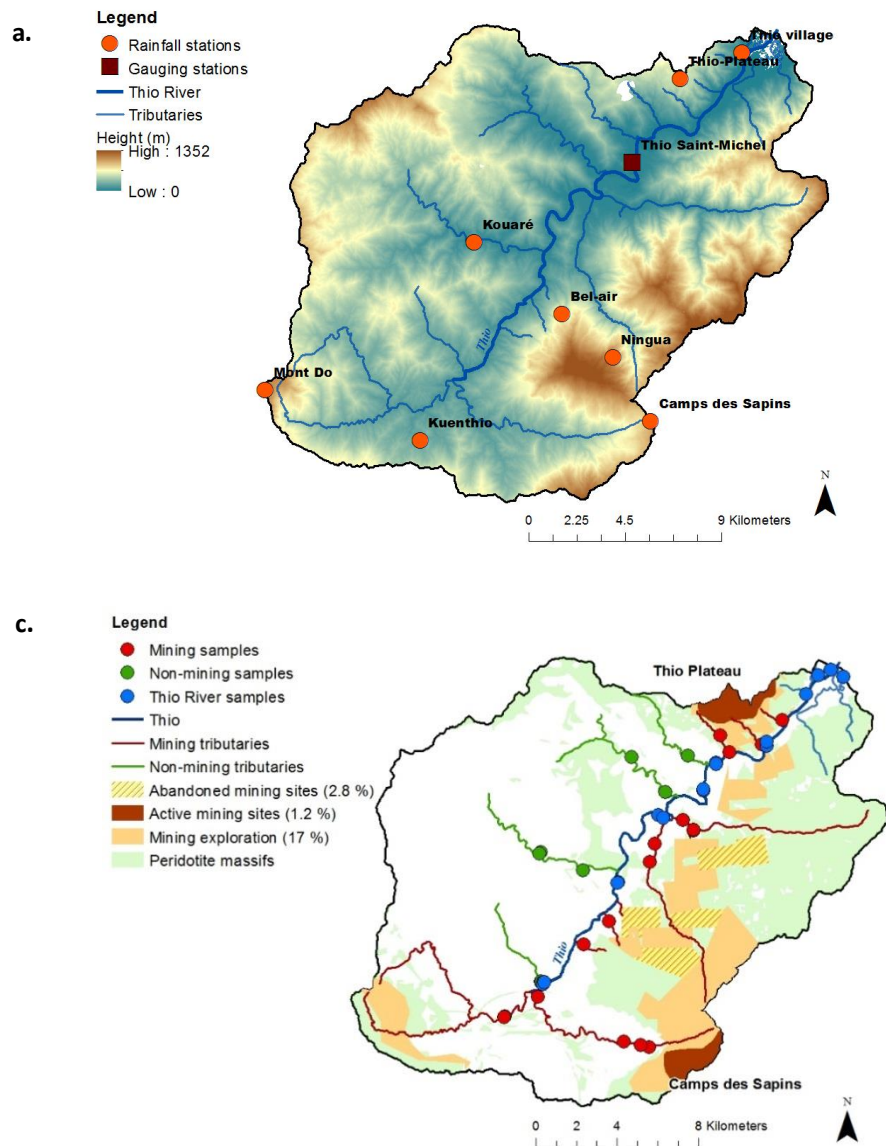 a.
Legend
Rainfall stations
Gauging stations
Thio River
Tributaries
Height (m)
High : 1352
Low : 0
Thio village
Thio-Plateau
Thio Saint-Michel
Kouaré
Bel-air
Thio
Ningua
Mont Do
Camps des Sapins
Kuenthio
N
0 2.25 4.5 9 Kilometers
c.
Legend
Mining samples
Non-mining samples
Thio River samples
Thio
Mining tributaries
Non-mining tributaries
Abandoned mining sites (2.8 %)
Active mining sites (1.2 %)
Mining exploration (17 %)
Peridotite massifs
Thio Plateau
Thio
Camps des Sapins
N
0 2 4 8 Kilometers